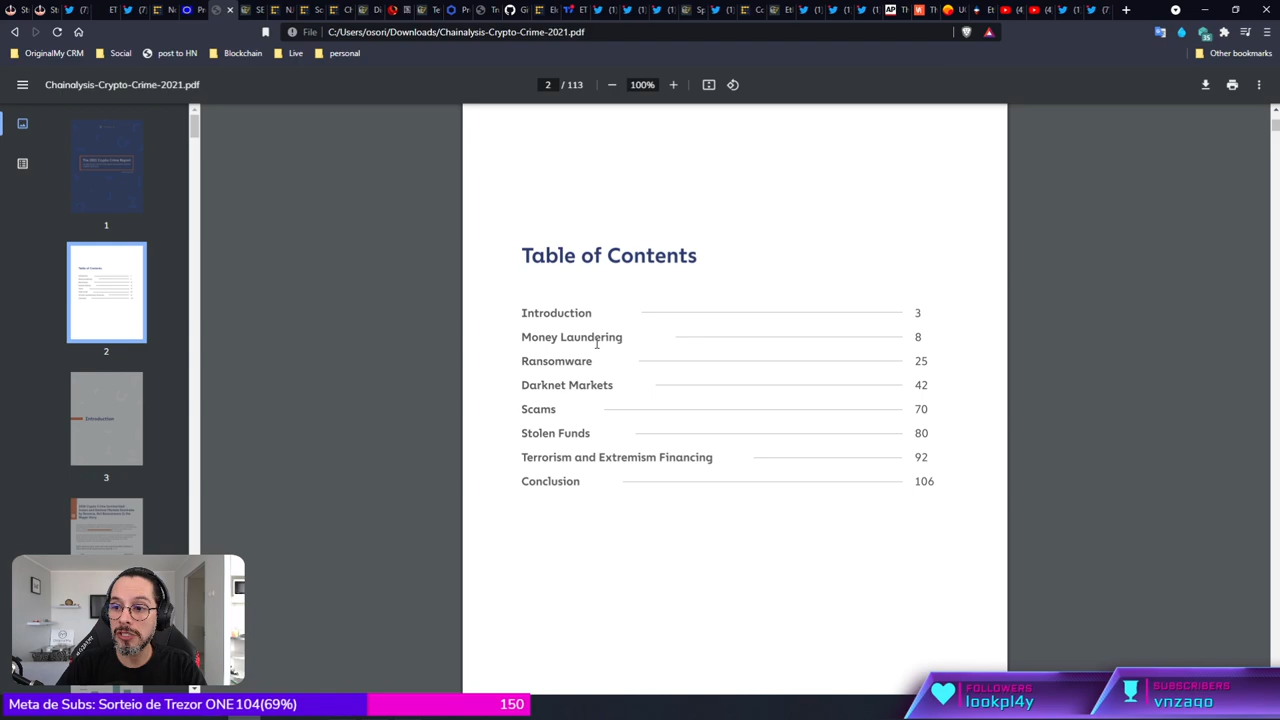 File
C:/Users/osori/Downloads/Chainalysis-Crypto-Crime-2021.pdf
OriginalMy CRM
Social
post to HN
Blockchain
links
personal
Other bookmarks
Chainalysis-Crypto-Crime-2021.pdf
2 / 113
100%
1
2
Introduction
3
Table of Contents
Introduction 3
Money Laundering 8
Ransomware 25
Darknet Markets 42
Scams 70
Stolen Funds 80
Terrorism and Extremism Financing 92
Conclusion 106
Meta de Subs: Sorteio de Trezor ONE 104(69%)
150
FOLLOWERS
lookpl4y
SUBSCRIBERS
vnzago